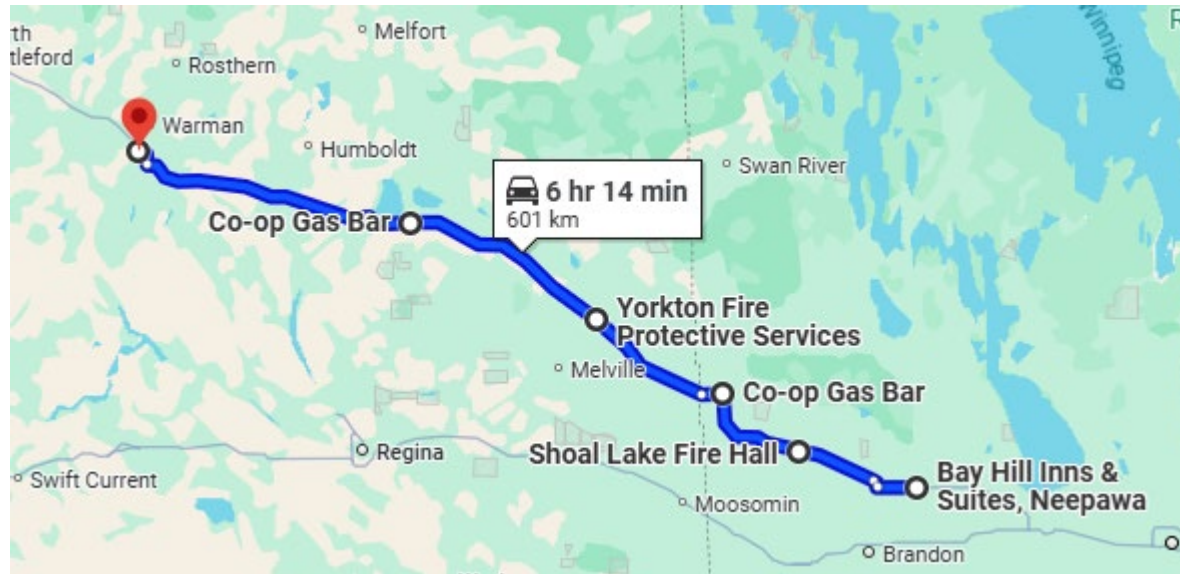 Winnipeg
R
rth
tleford
Melfort
Rosthern
Warman
Humboldt
Swan River
6 hr 14 min
601 km
Co-op Gas Bar
Yorkton Fire
Protective Services
Melville
Co-op Gas Bar
Regina
Shoal Lake Fire Hall
Bay Hill Inns &
Suites, Neepawa
Swift Current
Moosomin
Brandon